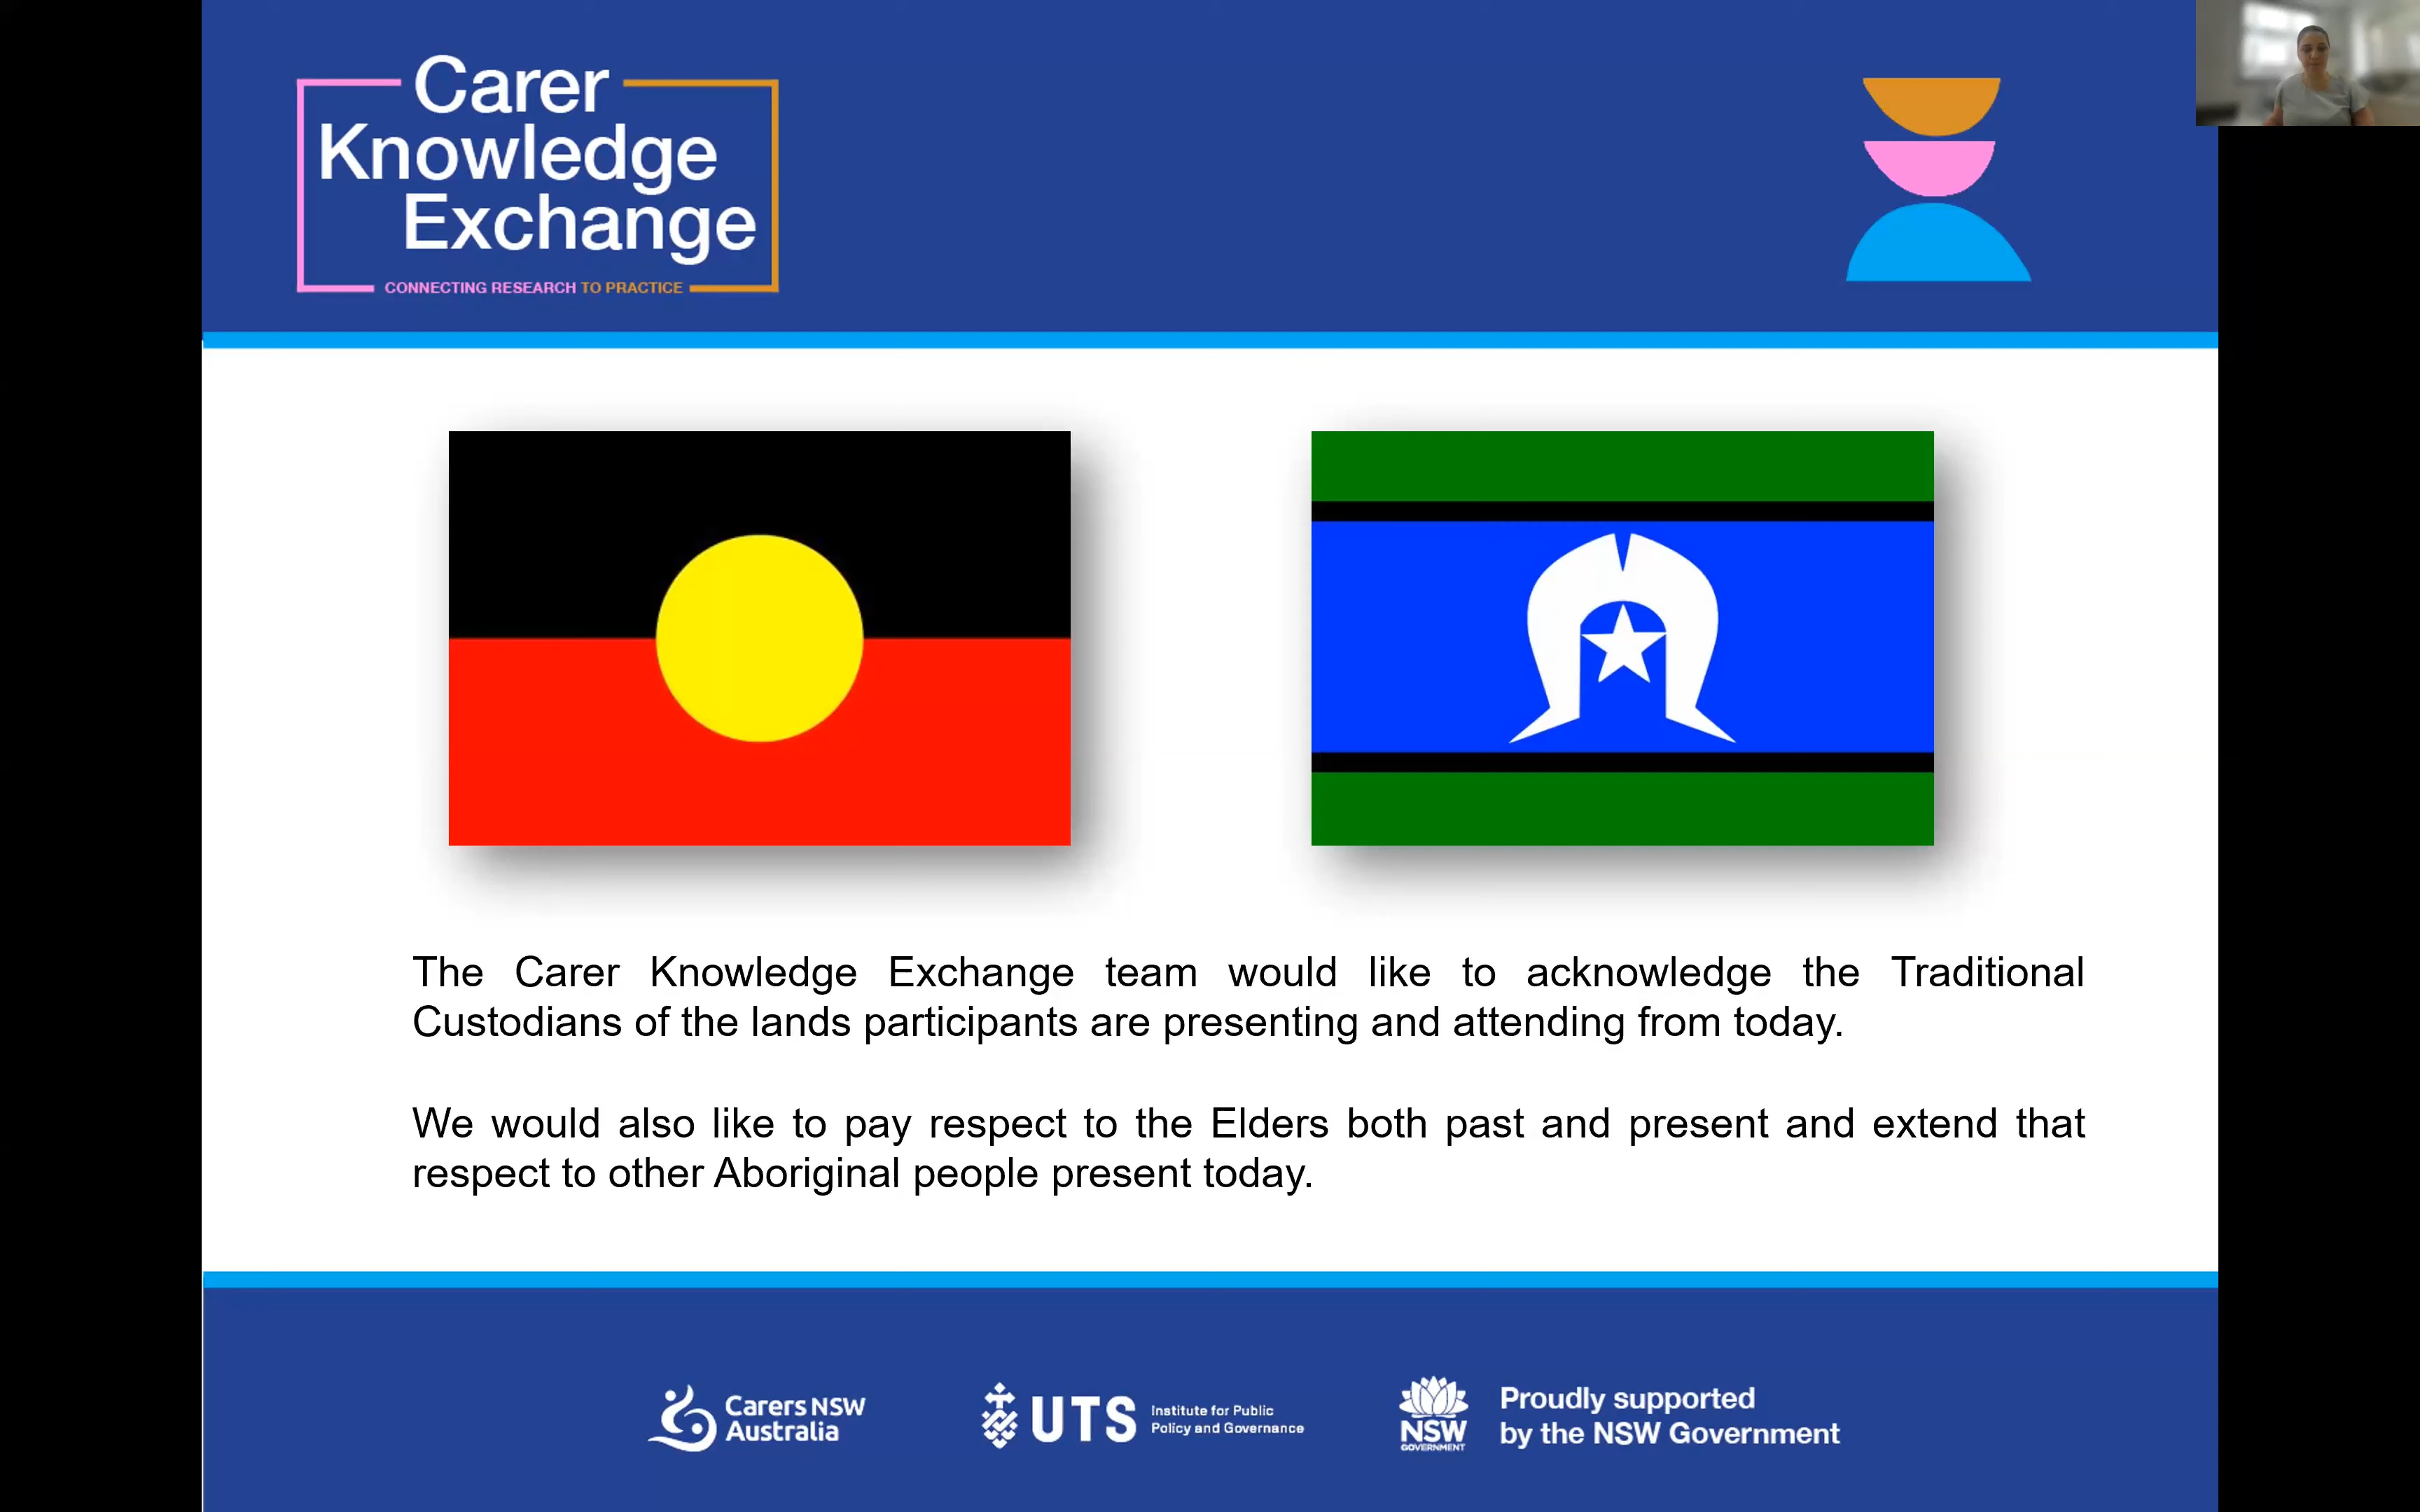 Carer
Knowledge
Exchange
CONNECTING RESEARCH TO PRACTICE
The Carer Knowledge Exchange team would like to acknowledge the Traditional
Custodians of the lands participants are presenting and attending from today.
We would also like to pay respect to the Elders both past and present and extend that
respect to other Aboriginal people present today.
Carers NSW
Australia
UTS
Institute for Public
Policy and Governance
NSW
GOVERNMENT
Proudly supported
by the NSW Government